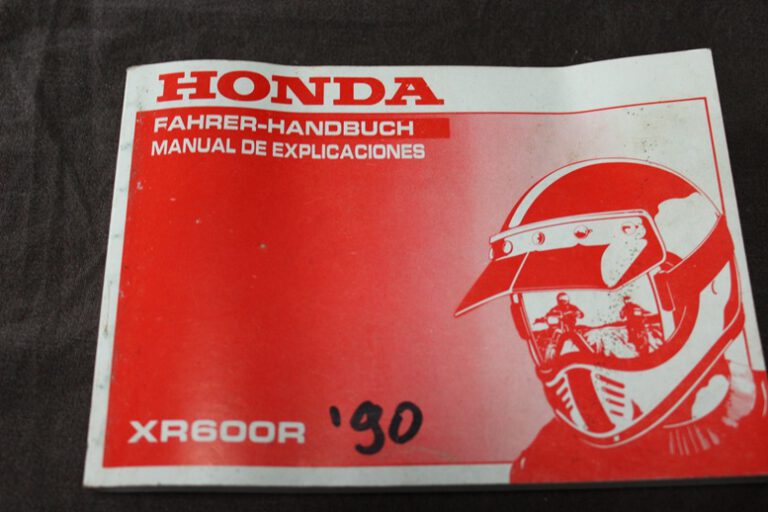 HONDA
FAHRER-HANDBUCH
MANUAL DE EXPLICACIONES
XR600R '90